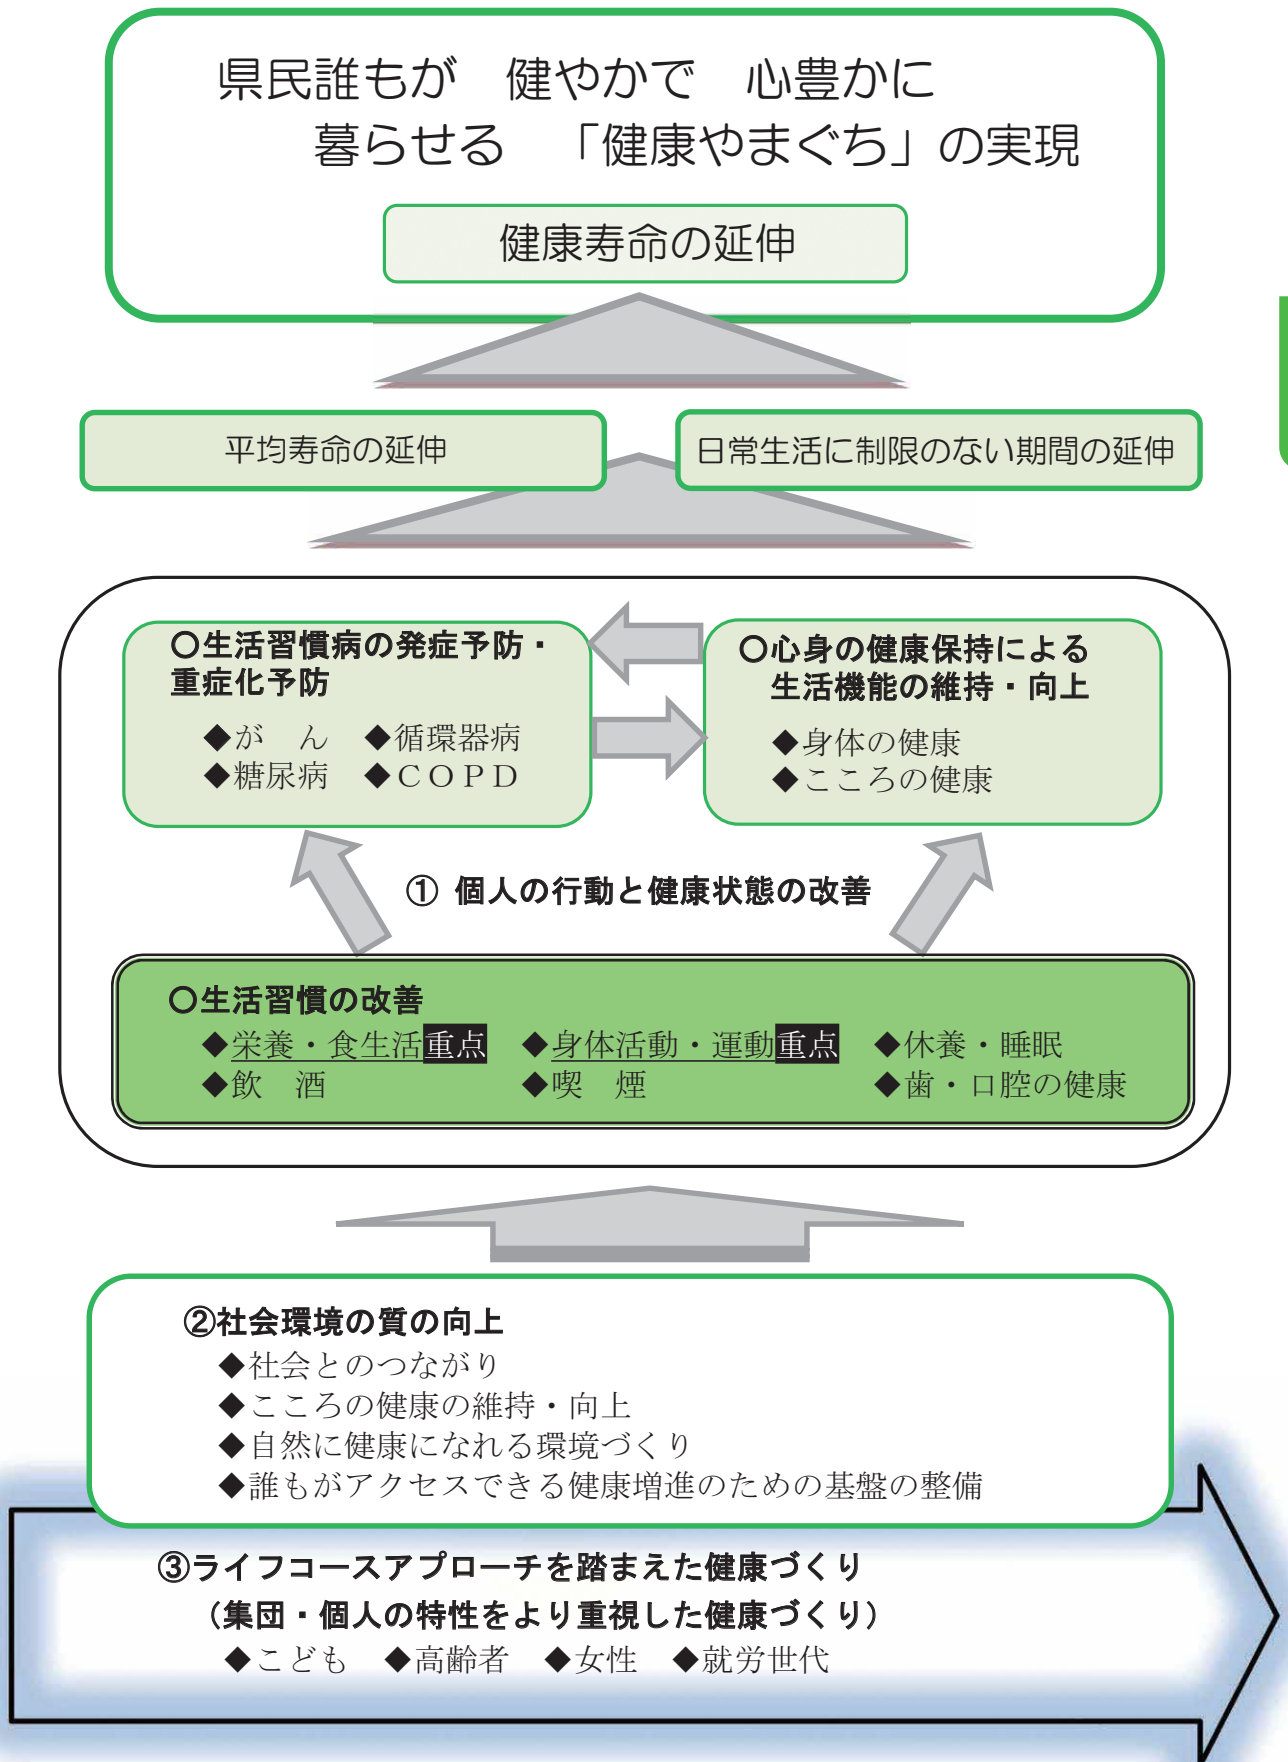 県民誰もが　健やかで　心豊かに
暮らせる　「健康やまぐち」の実現
健康寿命の延伸
平均寿命の延伸
日常生活に制限のない期間の延伸
〇生活習慣病の発症予防・
重症化予防
◆が　ん　◆循環器病
◆糖尿病　◆ＣＯＰＤ
〇心身の健康保持による
生活機能の維持・向上
◆身体の健康
◆こころの健康
① 個人の行動と健康状態の改善
〇生活習慣の改善
◆栄養・食生活重点　◆身体活動・運動重点　◆休養・睡眠
◆飲　酒　◆喫　煙　◆歯・口腔の健康
②社会環境の質の向上
◆社会とのつながり
◆こころの健康の維持・向上
◆自然に健康になれる環境づくり
◆誰もがアクセスできる健康増進のための基盤の整備
③ライフコースアプローチを踏まえた健康づくり
（集団・個人の特性をより重視した健康づくり）
◆こども　◆高齢者　◆女性　◆就労世代